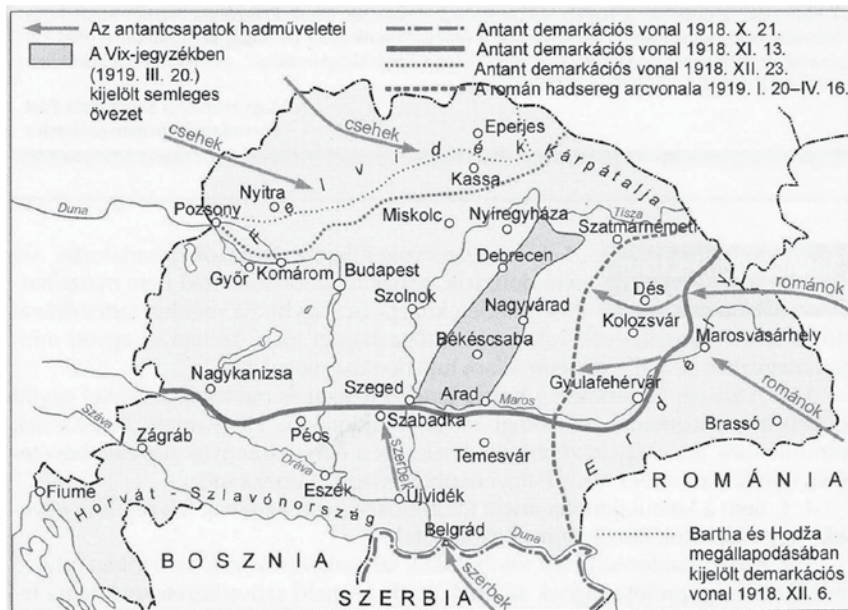 Az antantcsapatok hadműveletei
A Vix-jegyzékben
(1919. III. 20.)
kijelölt semleges
övezet
Antant demarkációs vonal 1918. X. 21.
Antant demarkációs vonal 1918. XI. 13.
Antant demarkációs vonal 1918. XII. 23.
A román hadsereg arcvonala 1919. I. 20–IV. 16.
csehek
csehek
Eperjes
Felvidék
Kárpátalja
Kassa
Nyitra
Pozsony
Duna
Miskolc
Nyíregyháza
Tisza
Szatmárnémeti
Győr
Komárom
Budapest
Debrecen
Szolnok
Nagyvárad
Dés
Kolozsvár
románok
Marosvásárhely
Békéscsaba
Nagykanizsa
Szeged
Arad
Maros
Gyulafehérvár
románok
Száva
Zágráb
Pécs
Szabadka
Temesvár
Brassó
Erdély
Dráva
Eszék
szerbek
Fiume
Horvát-Szlavónország
Újvidék
ROMÁNIA
Belgrád
Duna
BOSZNIA
szerbek
SZERBIA
Bartha és Hodža
megállapodásában
kijelölt demarkációs
vonal 1918. XII. 6.